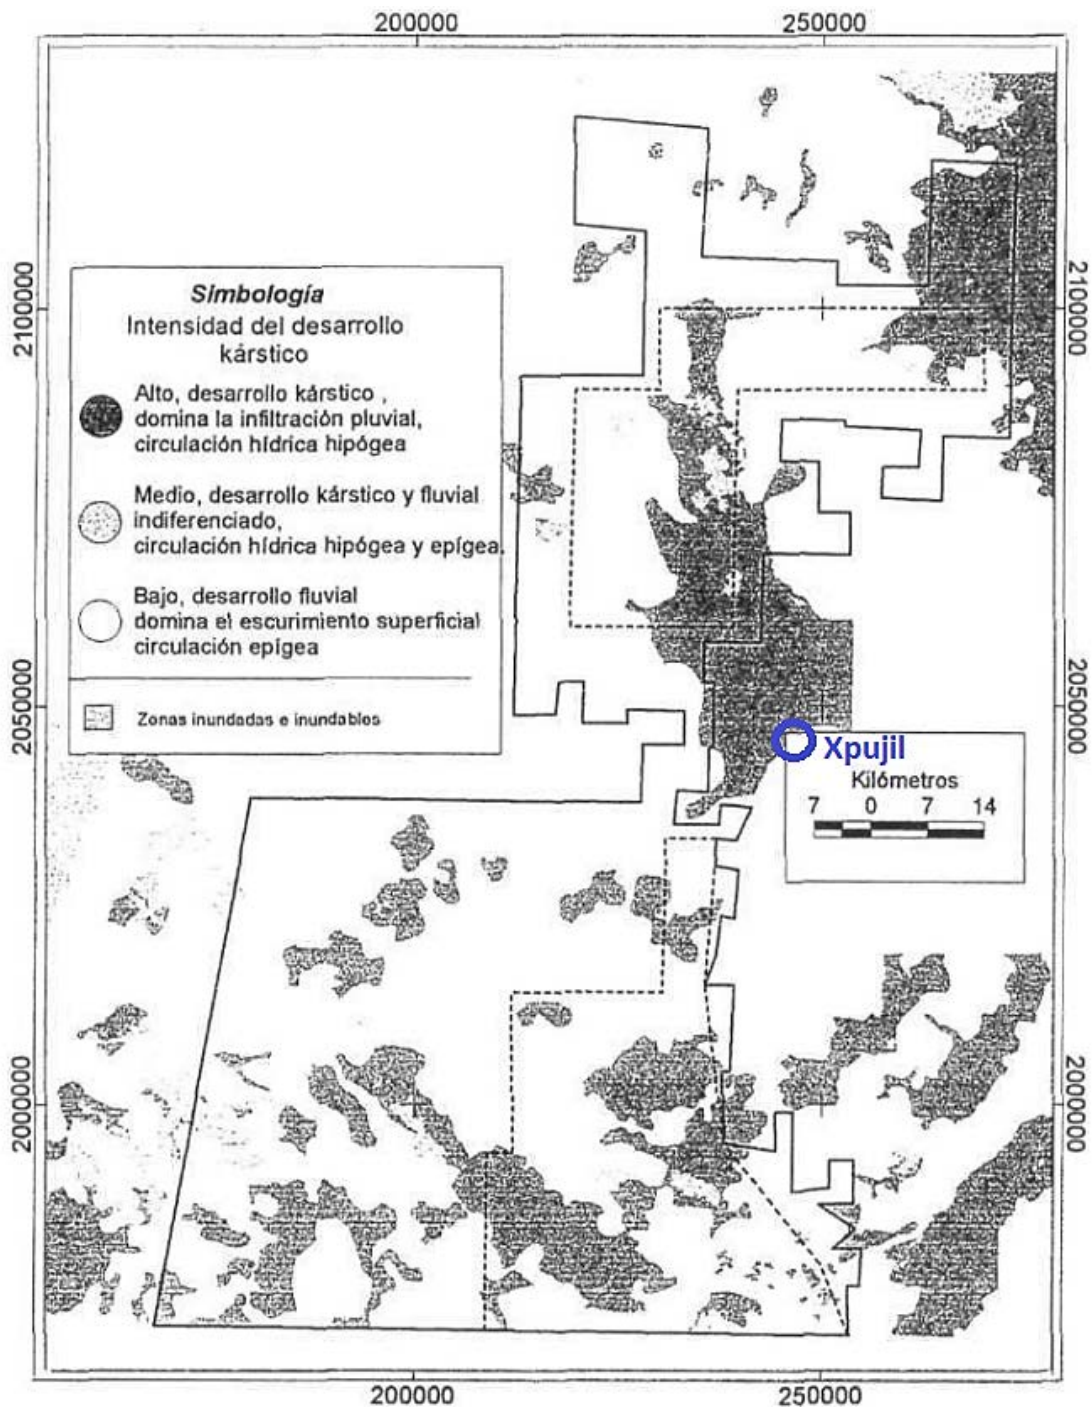 200000
250000
2100000
2100000
Simbología
Intensidad del desarrollo
kárstico
Alto, desarrollo kárstico ,
domina la infiltración pluvial,
circulación hídrica hipógea
Medio, desarrollo kárstico y fluvial
indiferenciado,
circulación hídrica hipógea y epígea.
Bajo, desarrollo fluvial
domina el escurimiento superficial
circulación epígea
Zonas inundadas e inundables
2050000
2050000
Xpujil
Kilómetros
7 0 7 14
2000000
2000000
200000
250000